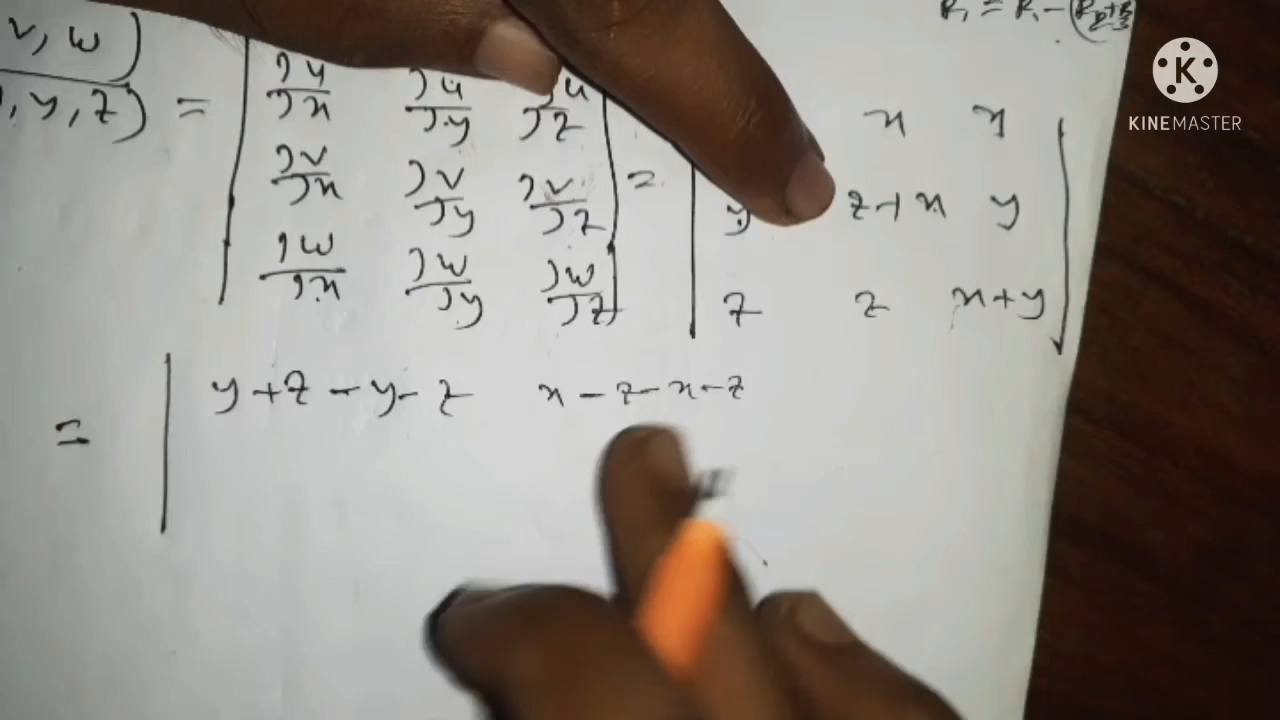 R₁ = R₁ - (R₂+R₃
v, w)
, y, z) = | ∂u/∂x ∂u/∂y ∂u/∂z | = | x x |
| ∂v/∂x ∂v/∂y ∂v/∂z | y z+x y |
| ∂w/∂x ∂w/∂y ∂w/∂z | z z x+y |
= | y+z-y-z x-z-x-z
K
KINEMASTER